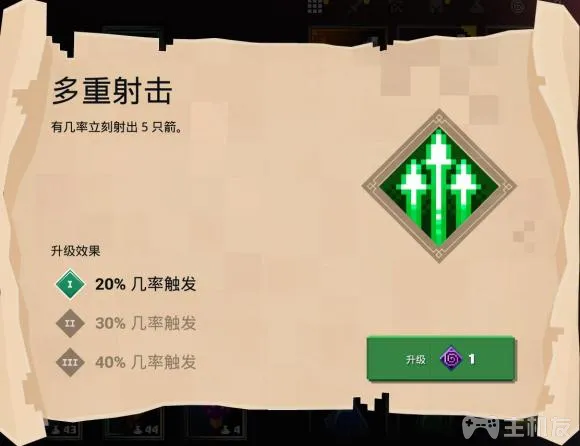 多重射击
有几率立刻射出 5 只箭。
升级效果
I 20% 几率触发
II 30% 几率触发
III 40% 几率触发
升级 1
43 44 4
主机友